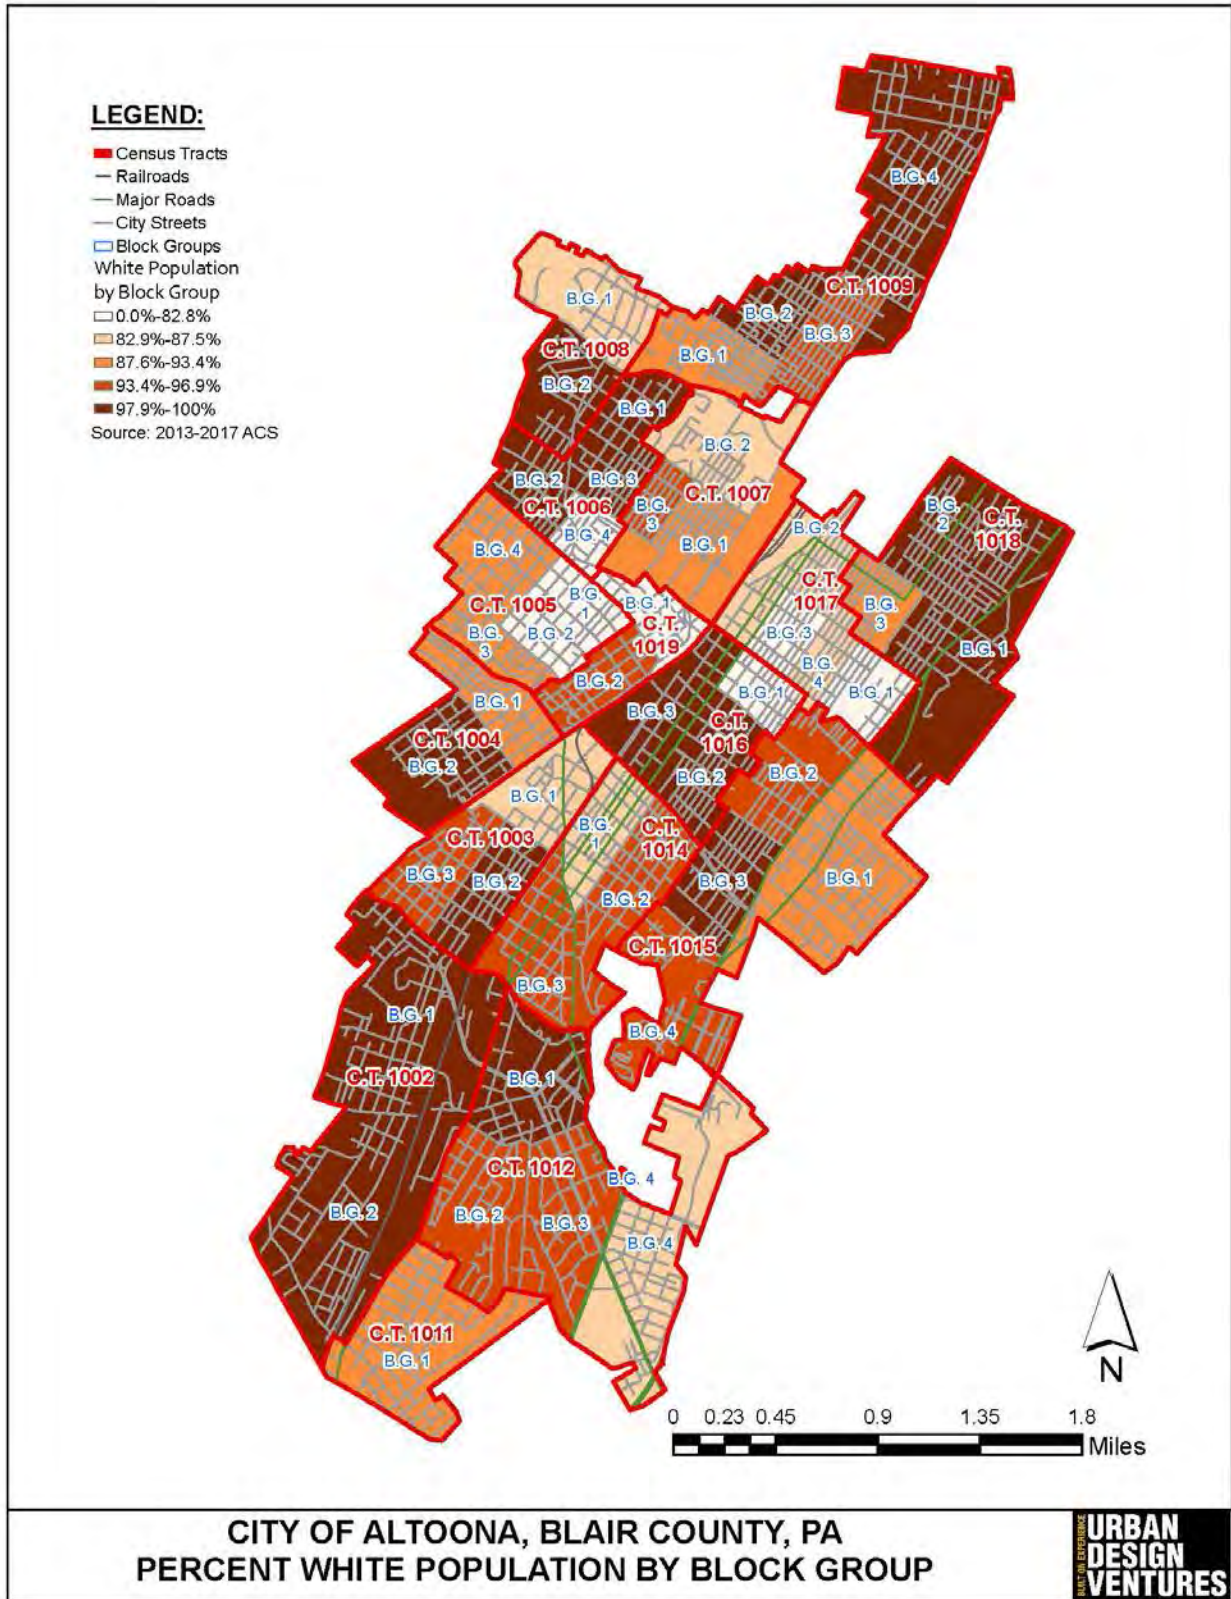 LEGEND:
Census Tracts
Railroads
Major Roads
City Streets
Block Groups
White Population
by Block Group
0.0%-82.8%
82.9%-87.5%
87.6%-93.4%
93.4%-96.9%
97.9%-100%
Source: 2013-2017 ACS
B.G. 4
C.T. 1009
B.G. 2
B.G. 3
B.G. 1
B.G. 1
C.T. 1008
B.G. 2
B.G. 1
B.G. 2
C.T. 1007
B.G. 3
B.G. 1
B.G. 2
B.G. 3
C.T. 1006
B.G. 4
B.G. 4
B.G. 1
C.T. 1005
B.G. 2
B.G. 3
B.G. 1
C.T. 1019
B.G. 2
B.G. 2
C.T. 1017
B.G. 3
B.G. 3
B.G. 4
B.G. 1
B.G. 2
C.T. 1018
B.G. 1
B.G. 1
C.T. 1004
B.G. 2
B.G. 3
B.G. 1
C.T. 1016
B.G. 2
B.G. 2
B.G. 1
B.G. 3
C.T. 1015
B.G. 4
B.G. 1
C.T. 1003
B.G. 3
B.G. 2
B.G. 1
C.T. 1014
B.G. 2
B.G. 3
B.G. 1
C.T. 1002
B.G. 2
B.G. 1
C.T. 1012
B.G. 2
B.G. 3
B.G. 4
B.G. 4
C.T. 1011
B.G. 1
N
0 0.23 0.45 0.9 1.35 1.8
Miles
CITY OF ALTOONA, BLAIR COUNTY, PA
PERCENT WHITE POPULATION BY BLOCK GROUP
BUILT ON EXPERIENCE
URBAN
DESIGN
VENTURES